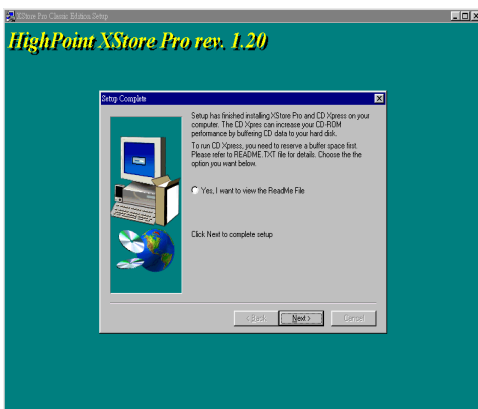 XStore Pro Classic Edition Setup
HighPoint XStore Pro rev. 1.20
Setup Complete
Setup has finished installing XStore Pro and CD Xpress on your
computer. The CD Xpres can increase your CD-ROM
performance by buffering CD data to your hard disk.
To run CD Xpress, you need to reserve a buffer space first.
Please refer to README.TXT file for details. Choose the the
option you want below.
Yes, I want to view the ReadMe File
Click Next to complete setup
< Back
Next >
Cancel